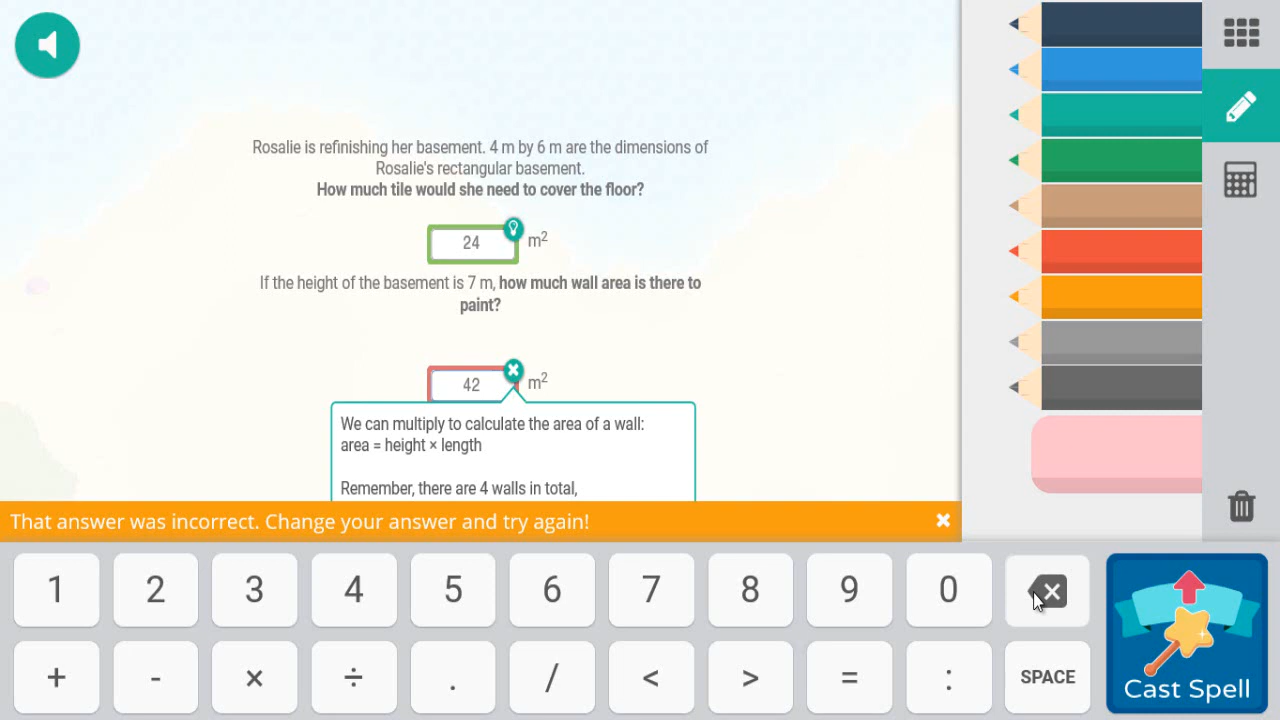 Rosalie is refinishing her basement. 4 m by 6 m are the dimensions of
Rosalie's rectangular basement.
How much tile would she need to cover the floor?
24 m²
If the height of the basement is 7 m, how much wall area is there to
paint?
42 m²
We can multiply to calculate the area of a wall:
area = height × length
Remember, there are 4 walls in total,
That answer was incorrect. Change your answer and try again!
1 2 3 4 5 6 7 8 9 0
+ - × ÷ . / < > = : SPACE
Cast Spell